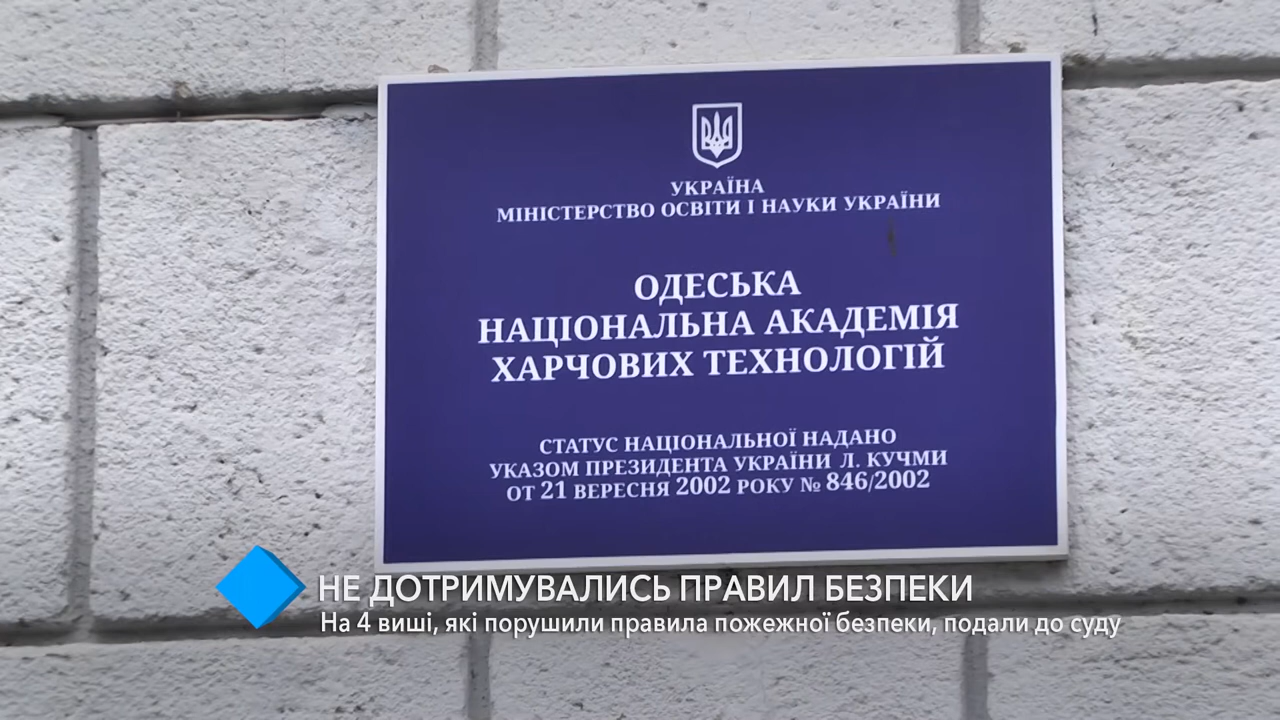 УКРАЇНА
МІНІСТЕРСТВО ОСВІТИ І НАУКИ УКРАЇНИ
ОДЕСЬКА
НАЦІОНАЛЬНА АКАДЕМІЯ
ХАРЧОВИХ ТЕХНОЛОГІЙ
СТАТУС НАЦІОНАЛЬНОЇ НАДАНО
УКАЗОМ ПРЕЗИДЕНТА УКРАЇНИ Л. КУЧМИ
ОТ 21 ВЕРЕСНЯ 2002 РОКУ № 846/2002
НЕ ДОТРИМУВАЛИСЬ ПРАВИЛ БЕЗПЕКИ
На 4 виші, які порушили правила пожежної безпеки, подали до суду